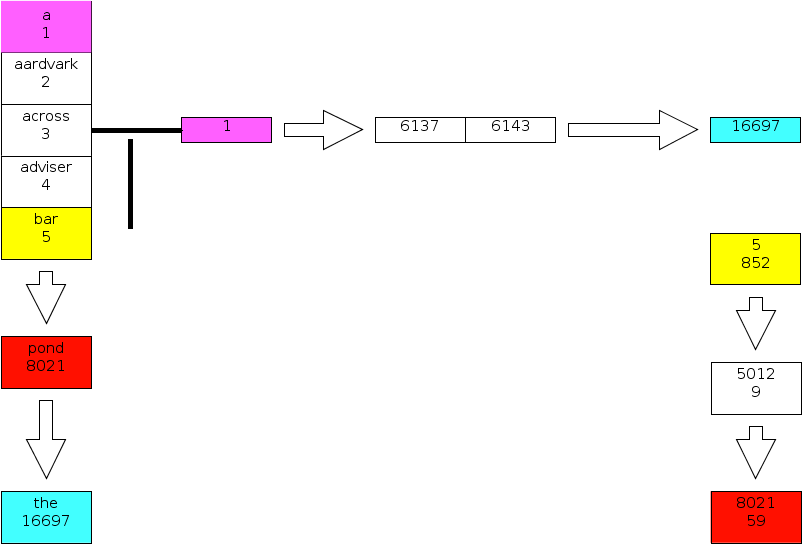 a
1
aardvark
2
across
3
adviser
4
bar
5
pond
8021
the
16697
1
6137 6143
16697
5
852
5012
9
8021
59